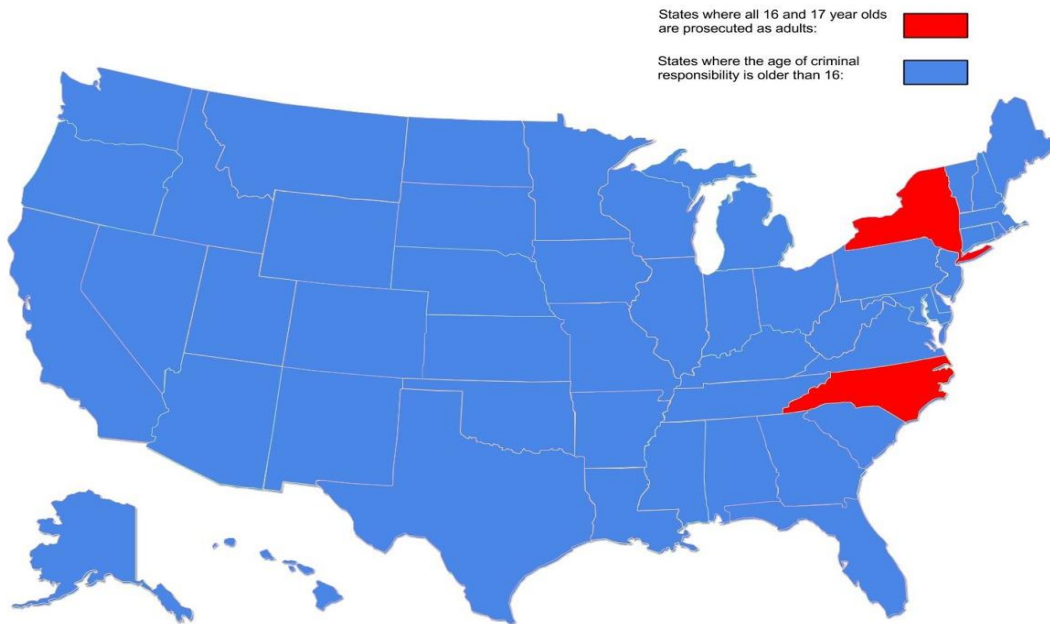 States where all 16 and 17 year olds
are prosecuted as adults:
States where the age of criminal
responsibility is older than 16: